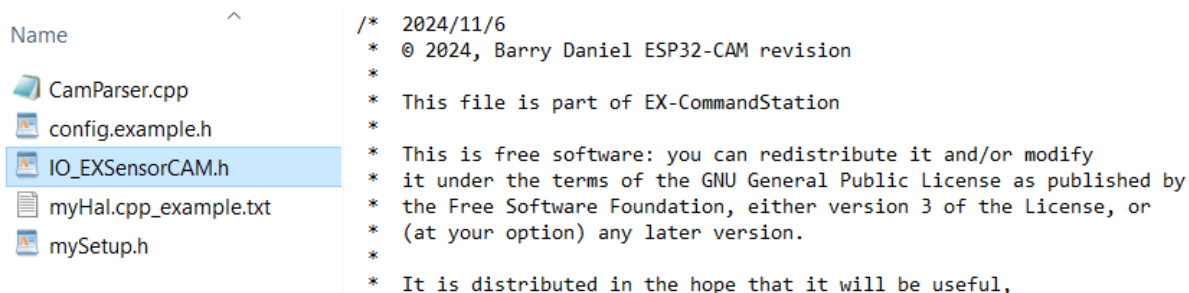 Name
CamParser.cpp
config.example.h
IO_EXSensorCAM.h
myHal.cpp_example.txt
mySetup.h
/*  2024/11/6
 *  © 2024, Barry Daniel ESP32-CAM revision
 *
 *  This file is part of EX-CommandStation
 *
 *  This is free software: you can redistribute it and/or modify
 *  it under the terms of the GNU General Public License as published by
 *  the Free Software Foundation, either version 3 of the License, or
 *  (at your option) any later version.
 *
 *  It is distributed in the hope that it will be useful,